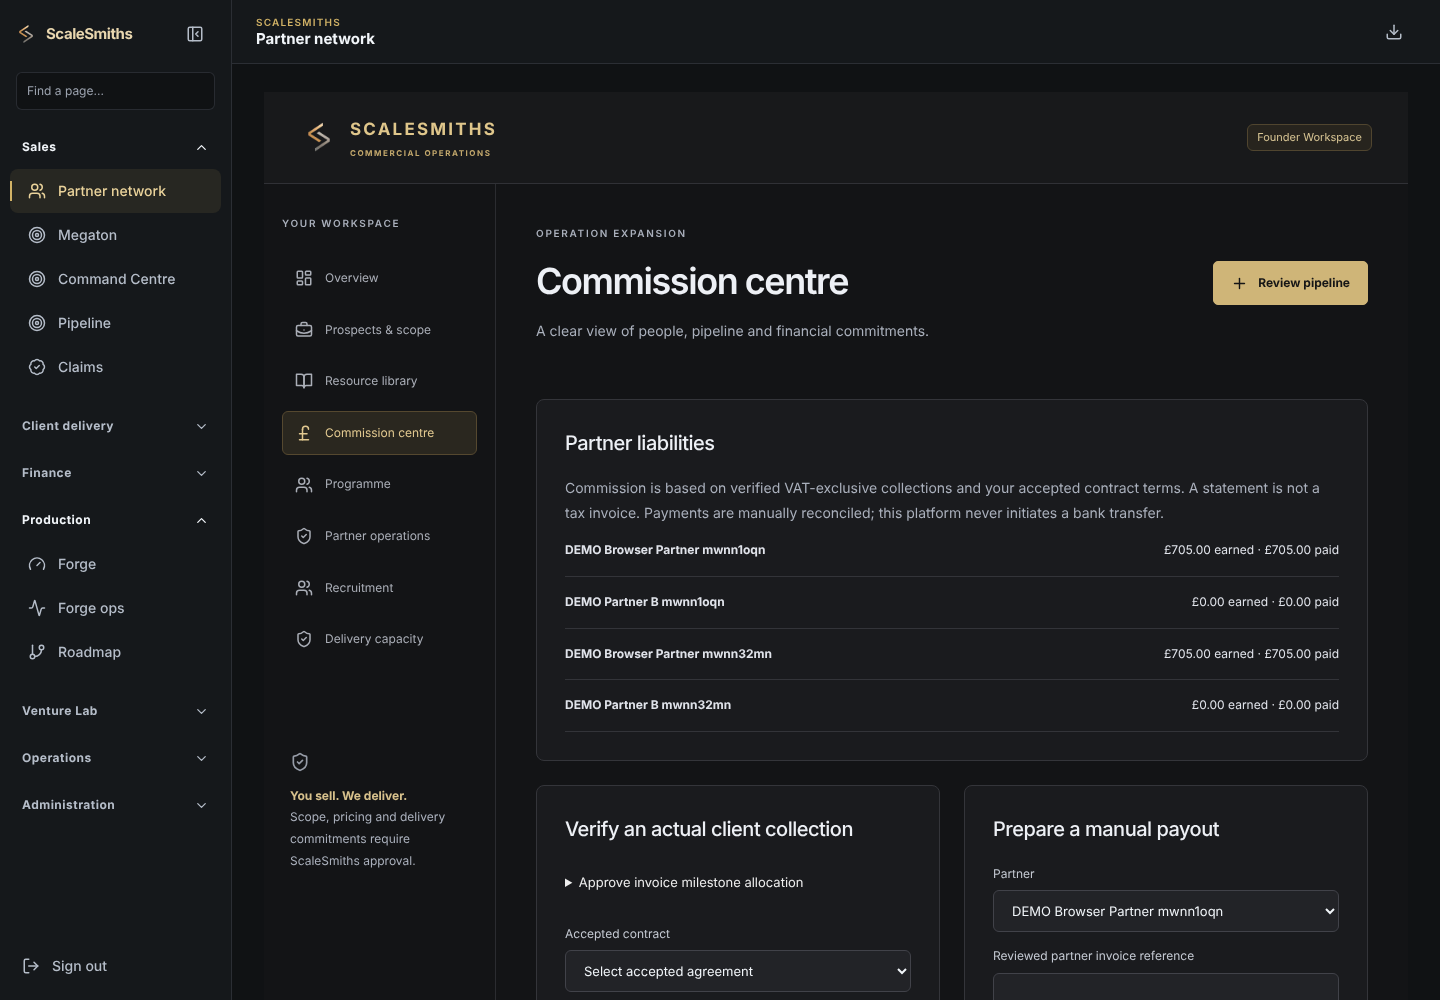 ScaleSmiths
Find a page...
Sales
Partner network
Megaton
Command Centre
Pipeline
Claims
Client delivery
Finance
Production
Forge
Forge ops
Roadmap
Venture Lab
Operations
Administration
Sign out
SCALESMITHS
Partner network
SCALESMITHS
COMMERCIAL OPERATIONS
Founder Workspace
YOUR WORKSPACE
Overview
Prospects & scope
Resource library
Commission centre
Programme
Partner operations
Recruitment
Delivery capacity
You sell. We deliver.
Scope, pricing and delivery
commitments require
ScaleSmiths approval.
OPERATION EXPANSION
Commission centre
Review pipeline
A clear view of people, pipeline and financial commitments.
Partner liabilities
Commission is based on verified VAT-exclusive collections and your accepted contract terms. A statement is not a
tax invoice. Payments are manually reconciled; this platform never initiates a bank transfer.
DEMO Browser Partner mwnn1oqn £705.00 earned · £705.00 paid
DEMO Partner B mwnn1oqn £0.00 earned · £0.00 paid
DEMO Browser Partner mwnn32mn £705.00 earned · £705.00 paid
DEMO Partner B mwnn32mn £0.00 earned · £0.00 paid
Verify an actual client collection
Approve invoice milestone allocation
Accepted contract
Select accepted agreement
Prepare a manual payout
Partner
DEMO Browser Partner mwnn1oqn
Reviewed partner invoice reference